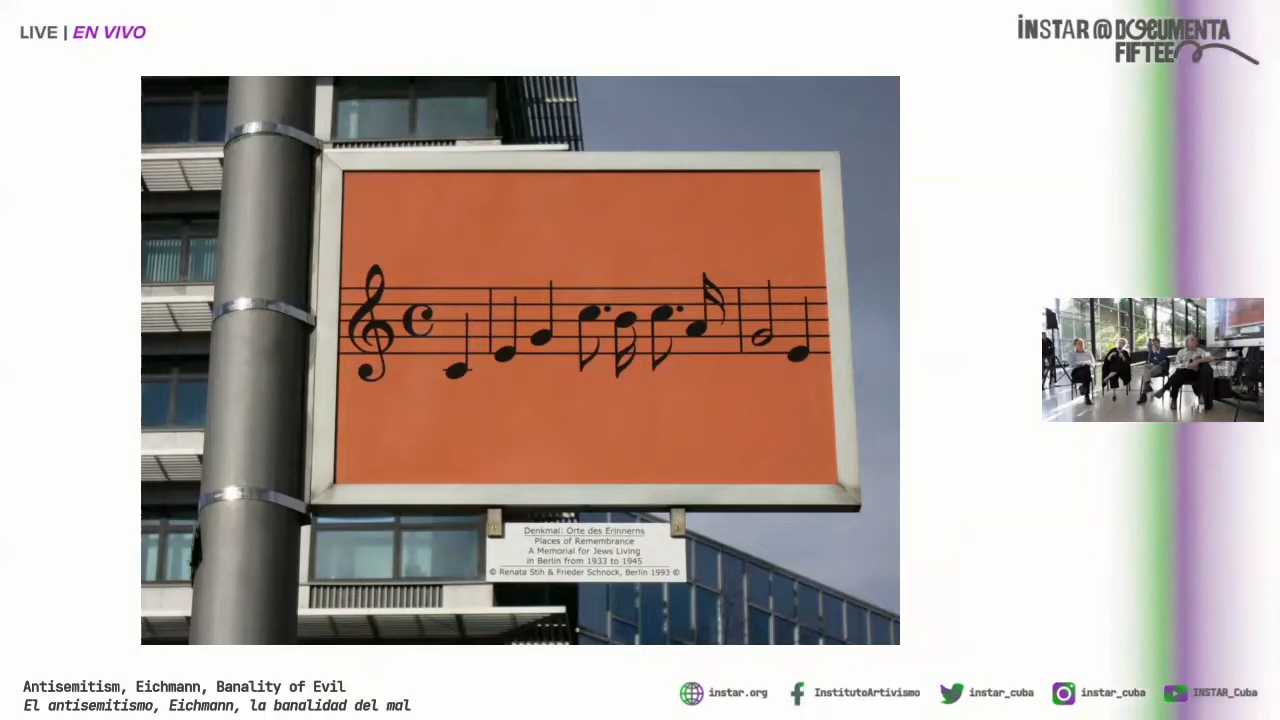 LIVE | EN VIVO
INSTAR @ DOCUMENTA
FIFTEEN
Denkmal: Orte des Erinnerns
Places of Remembrance
A Memorial for Jews Living
in Berlin from 1933 to 1945
© Renata Stih & Frieder Schnock, Berlin 1993 ©
Antisemitism, Eichmann, Banality of Evil
El antisemitismo, Eichmann, la banalidad del mal
instar.org
InstitutoArtivismo
instar_cuba
instar_cuba
INSTAR_Cuba